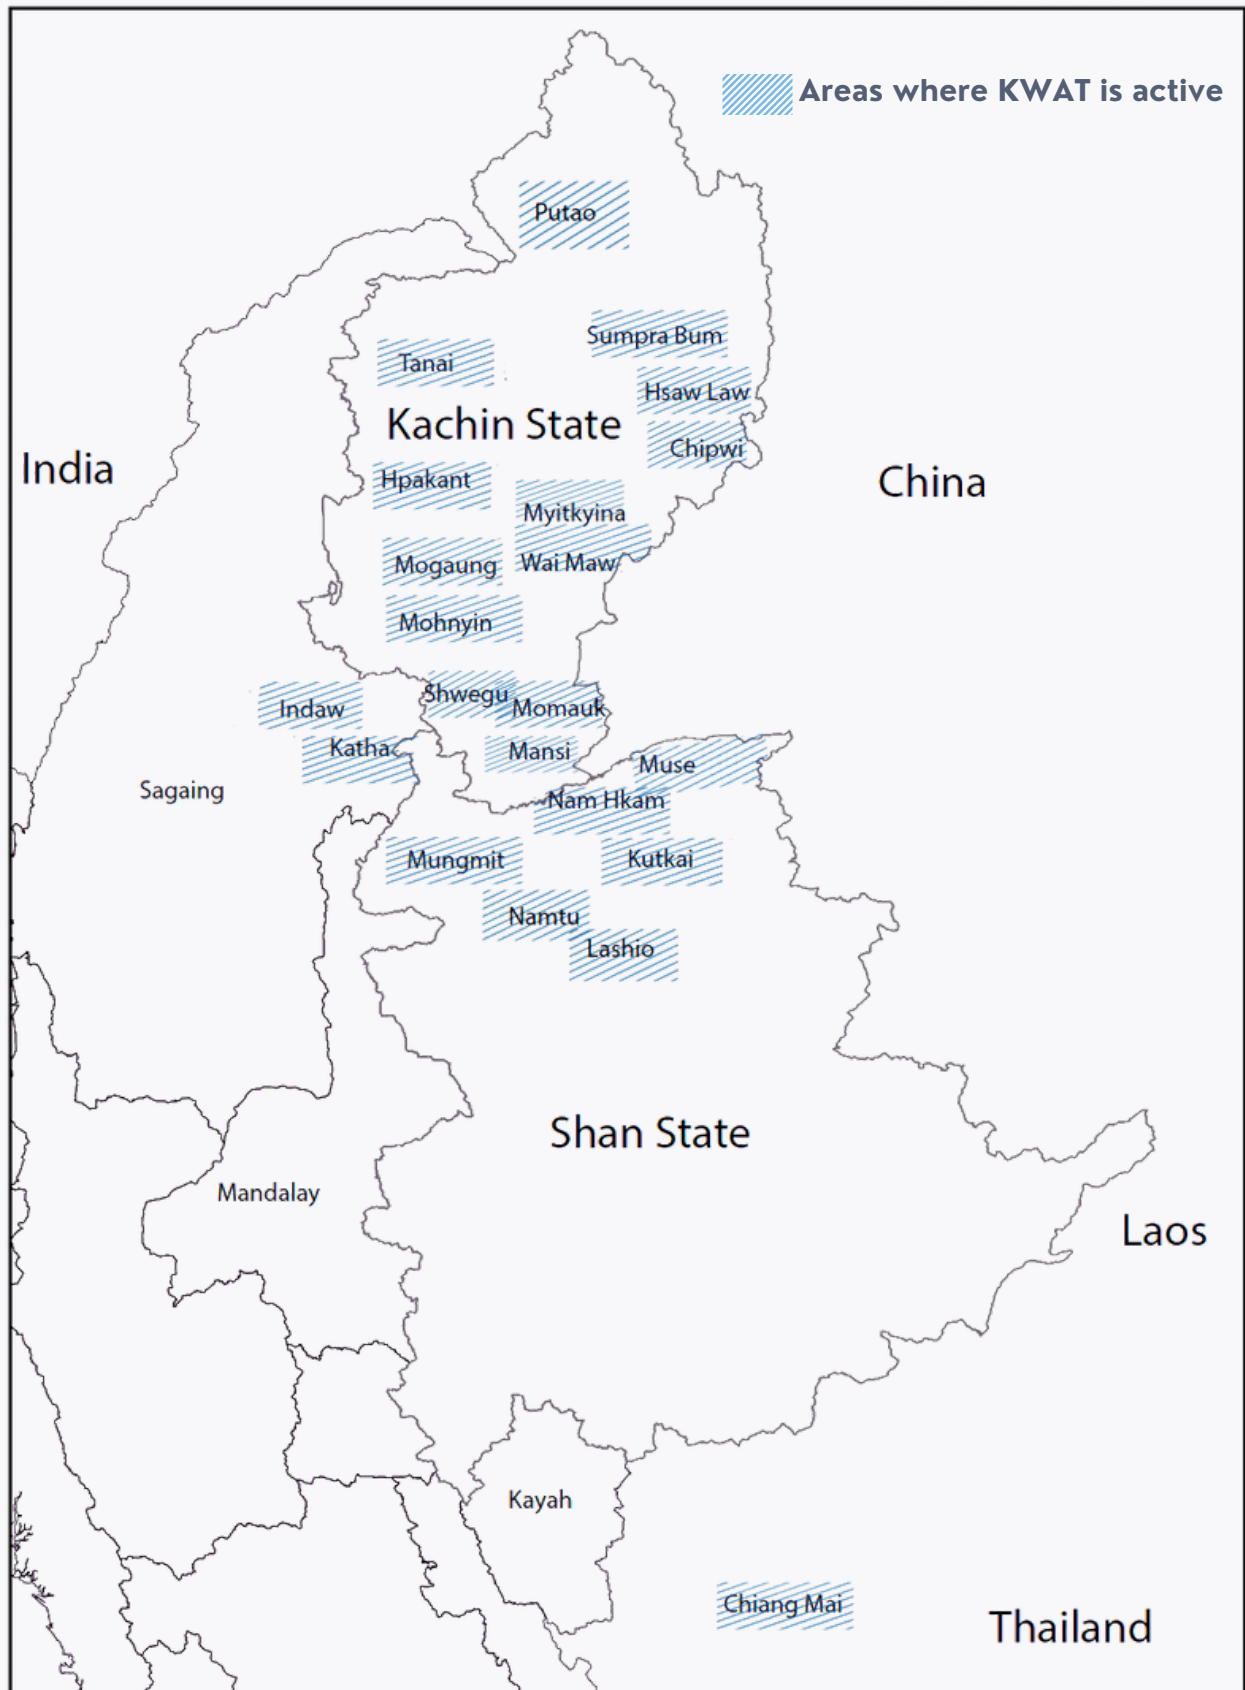 Areas where KWAT is active
Putao
Sumpra Bum
Tanai
Hsaw Law
Kachin State
Chipwi
India
Hpakant
China
Myitkyina
Mogaung
Wai Maw
Mohnyin
Shwegu
Indaw
Momauk
Katha
Mansi
Muse
Sagaing
Nam Hkam
Mungmit
Kutkai
Namtu
Lashio
Shan State
Mandalay
Laos
Kayah
Chiang Mai
Thailand